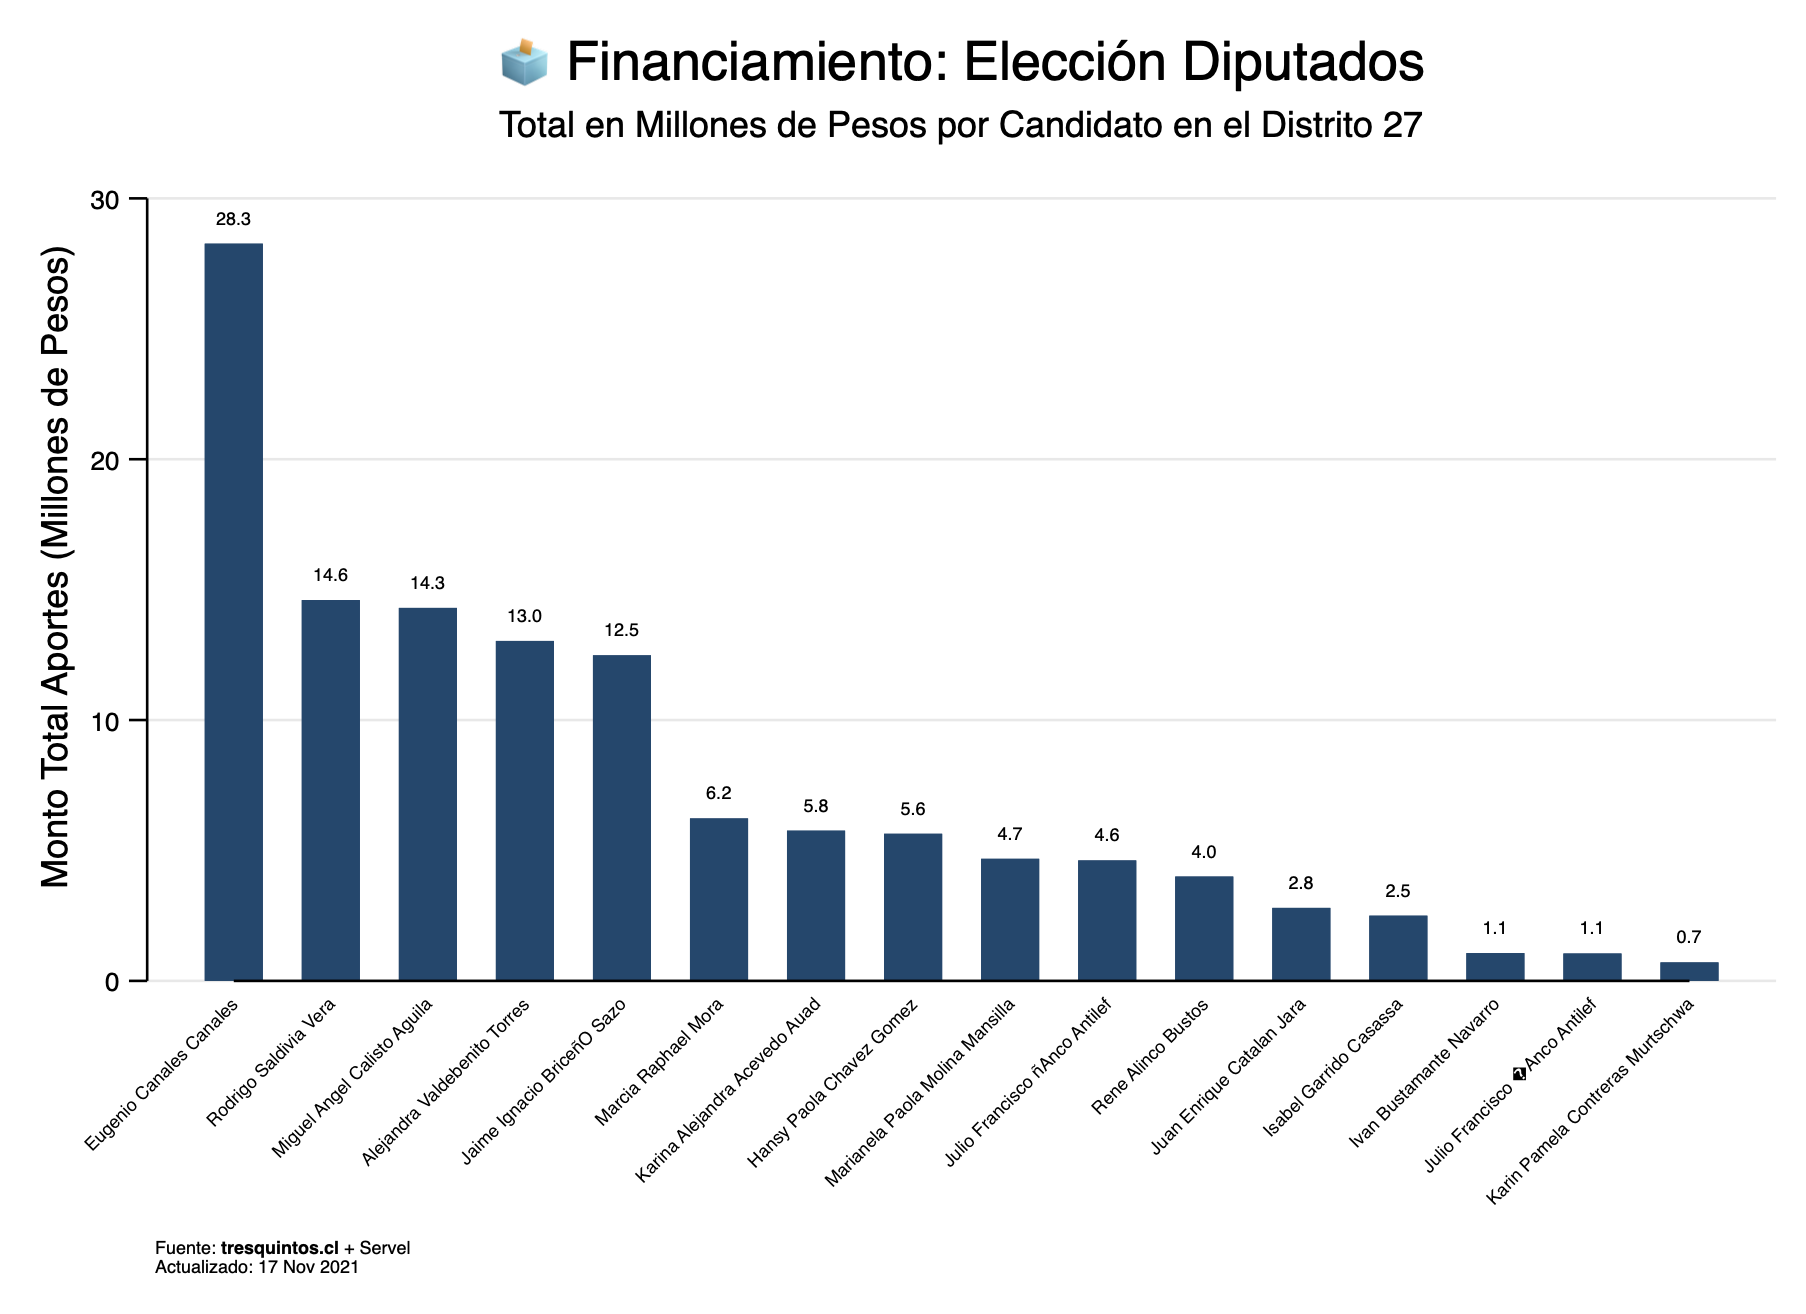 Financiamiento: Elección Diputados
Total en Millones de Pesos por Candidato en el Distrito 27
Monto Total Aportes (Millones de Pesos)
30
20
10
0
28.3
14.6
14.3
13.0
12.5
6.2
5.8
5.6
4.7
4.6
4.0
2.8
2.5
1.1
1.1
0.7
Eugenio Canales Canales
Rodrigo Saldivia Vera
Miguel Angel Calisto Aguila
Alejandra Valdebenito Torres
Jaime Ignacio BriceñO Sazo
Marcia Raphael Mora
Karina Alejandra Acevedo Auad
Hansy Paola Chavez Gomez
Marianela Paola Molina Mansilla
Julio Francisco ñAnco Antilef
Rene Alinco Bustos
Juan Enrique Catalan Jara
Isabel Garrido Casassa
Ivan Bustamante Navarro
Julio Francisco �Anco Antilef
Karin Pamela Contreras Murtschwa
Fuente: tresquintos.cl + Servel
Actualizado: 17 Nov 2021